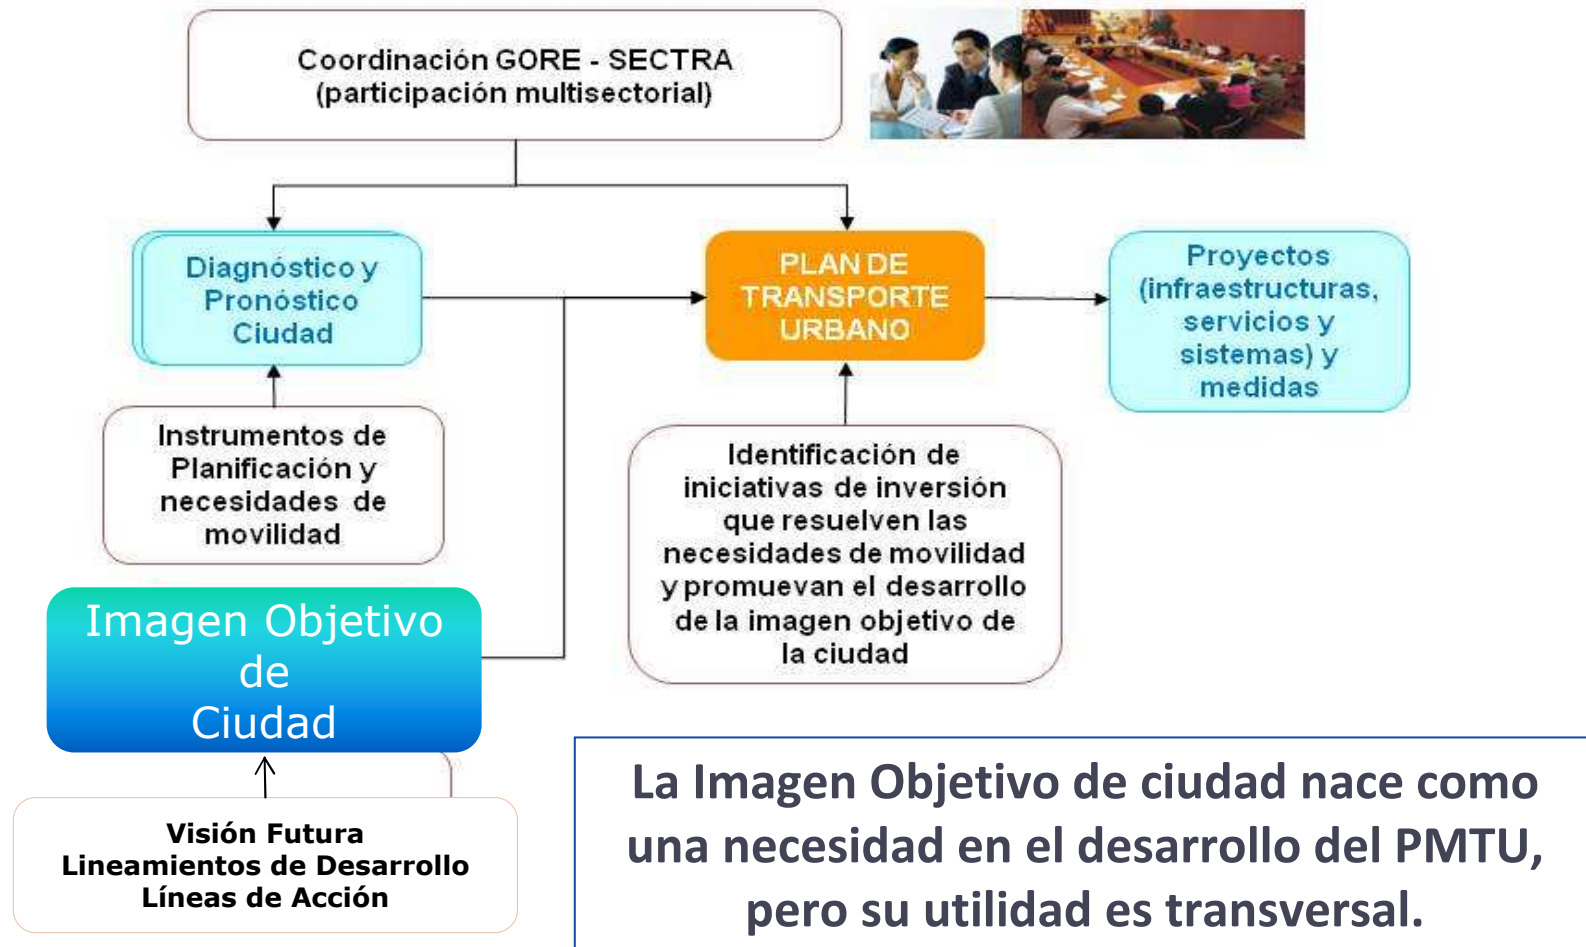 Coordinación GORE - SECTRA
(participación multisectorial)
Diagnóstico y
Pronóstico
Ciudad
PLAN DE
TRANSPORTE
URBANO
Proyectos
(infraestructuras,
servicios y
sistemas) y
medidas
Instrumentos de
Planificación y
necesidades de
movilidad
Identificación de
iniciativas de inversión
que resuelven las
necesidades de movilidad
y promuevan el desarrollo
de la imagen objetivo de
la ciudad
Imagen Objetivo
de
Ciudad
Visión Futura
Lineamientos de Desarrollo
Líneas de Acción
La Imagen Objetivo de ciudad nace como
una necesidad en el desarrollo del PMTU,
pero su utilidad es transversal.